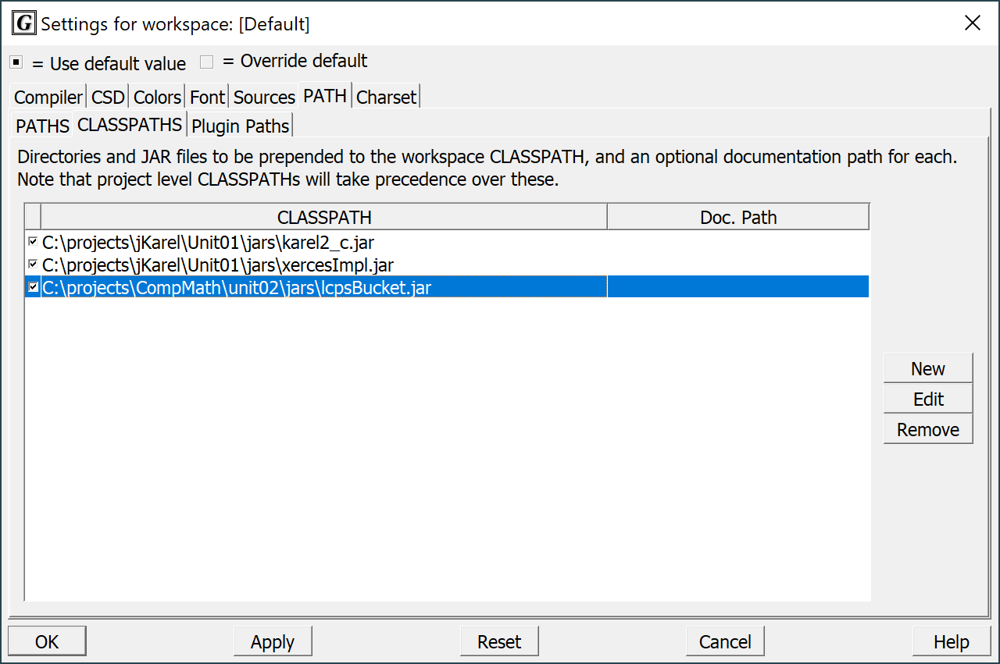 G Settings for workspace: [Default]
= Use default value = Override default
Compiler CSD Colors Font Sources PATH Charset
PATHS CLASSPATHS Plugin Paths
Directories and JAR files to be prepended to the workspace CLASSPATH, and an optional documentation path for each.
Note that project level CLASSPATHs will take precedence over these.
CLASSPATH Doc. Path
C:\projects\jKarel\Unit01\jars\karel2_c.jar
C:\projects\jKarel\Unit01\jars\xercesImpl.jar
C:\projects\CompMath\unit02\jars\lcpsBucket.jar
New
Edit
Remove
OK Apply Reset Cancel Help